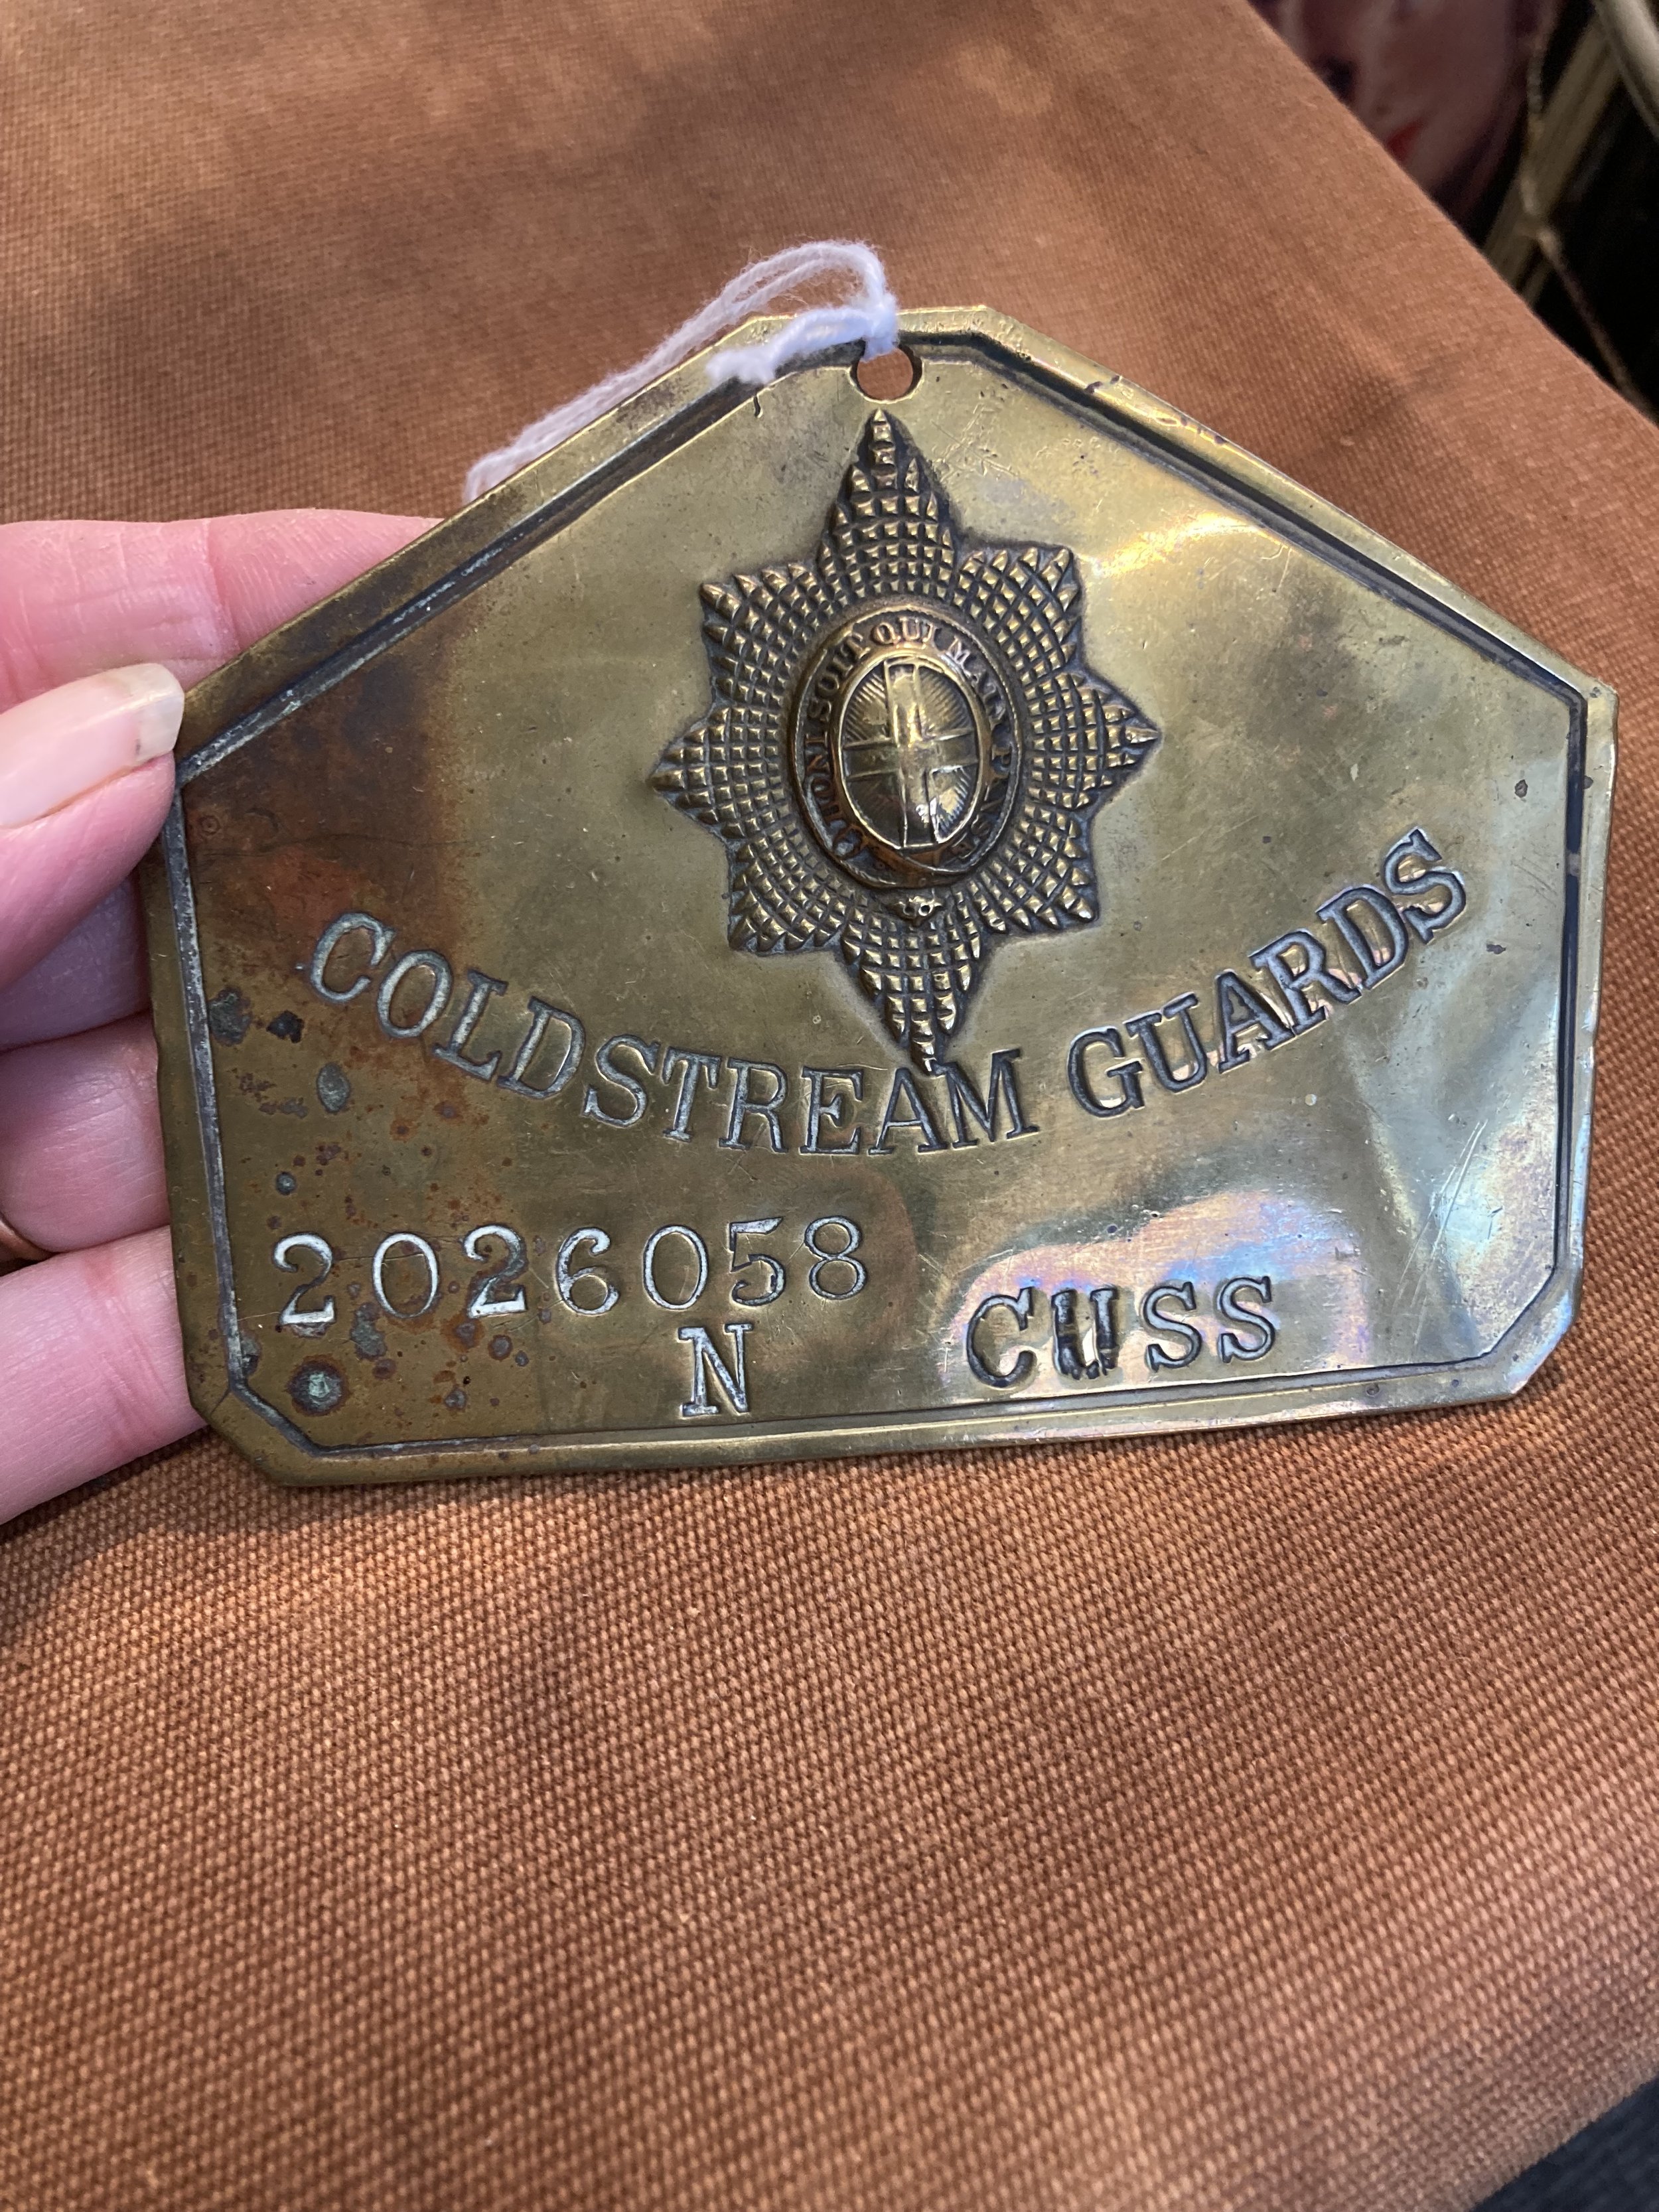 HONI SOIT QUI MAL Y PENSE
COLDSTREAM GUARDS
2026058
N CUSS